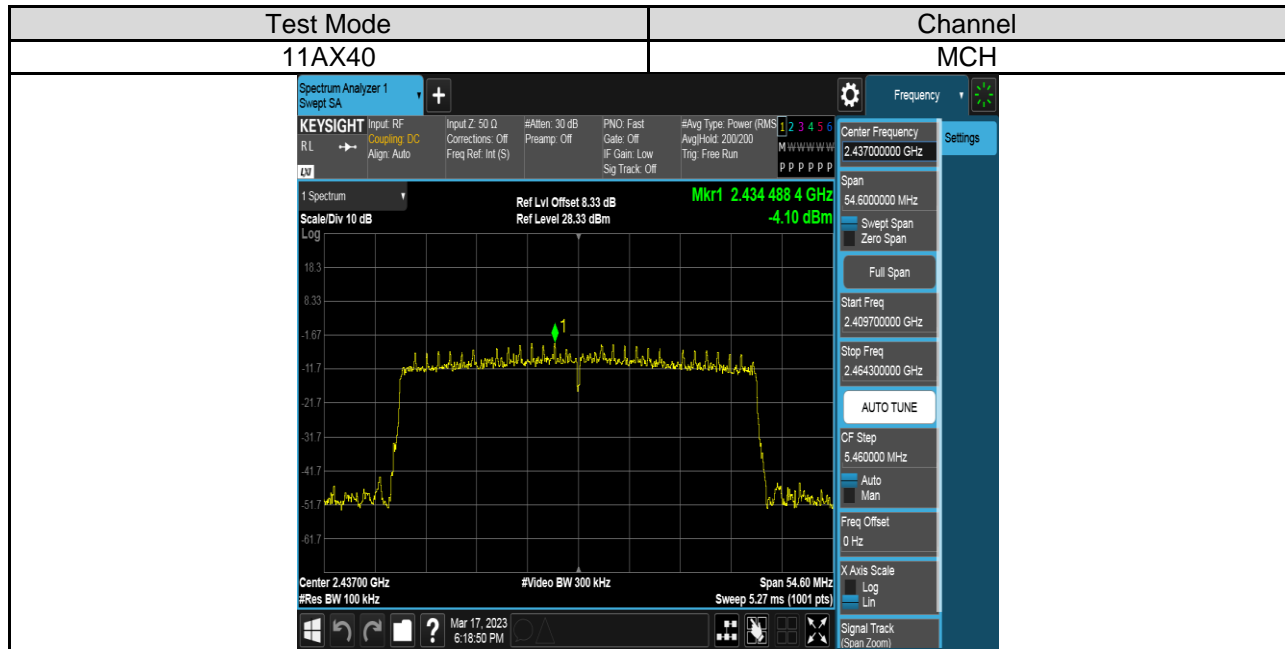 Test Mode Channel
11AX40 MCH
Spectrum Analyzer 1
Swept SA
+
Frequency
KEYSIGHT
RL
LXI
Input: RF
Coupling: DC
Align: Auto
Input Z: 50 Ω
Corrections: Off
Freq Ref: Int (S)
#Atten: 30 dB
Preamp: Off
PNO: Fast
Gate: Off
IF Gain: Low
Sig Track: Off
#Avg Type: Power (RMS
Avg|Hold: 200/200
Trig: Free Run
1 2 3 4 5 6
M W W W W W
P P P P P P
1 Spectrum
Scale/Div 10 dB
Log
Ref Lvl Offset 8.33 dB
Ref Level 28.33 dBm
Mkr1 2.434 488 4 GHz
-4.10 dBm
18.3
8.33
-1.67
-11.7
-21.7
-31.7
-41.7
-51.7
-61.7
1
Center 2.43700 GHz
#Res BW 100 kHz
#Video BW 300 kHz
Span 54.60 MHz
Sweep 5.27 ms (1001 pts)
?
Mar 17, 2023
6:18:50 PM
Center Frequency
2.437000000 GHz
Settings
Span
54.6000000 MHz
Swept Span
Zero Span
Full Span
Start Freq
2.409700000 GHz
Stop Freq
2.464300000 GHz
AUTO TUNE
CF Step
5.460000 MHz
Auto
Man
Freq Offset
0 Hz
X Axis Scale
Log
Lin
Signal Track
(Span Zoom)